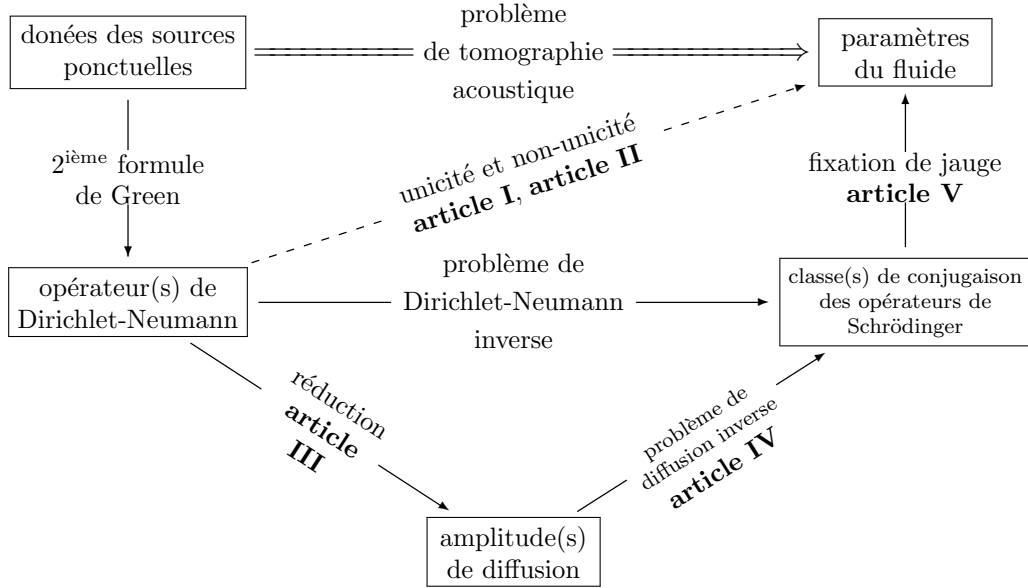 donées des sources
ponctuelles
problème
de tomographie
acoustique
paramètres
du fluide
2ième formule
de Green
unicité et non-unicité
article I, article II
fixation de jauge
article V
opérateur(s) de
Dirichlet-Neumann
problème de
Dirichlet-Neumann
inverse
classe(s) de conjugaison
des opérateurs de
Schrödinger
réduction
article
III
problème de
diffusion inverse
article IV
amplitude(s)
de diffusion